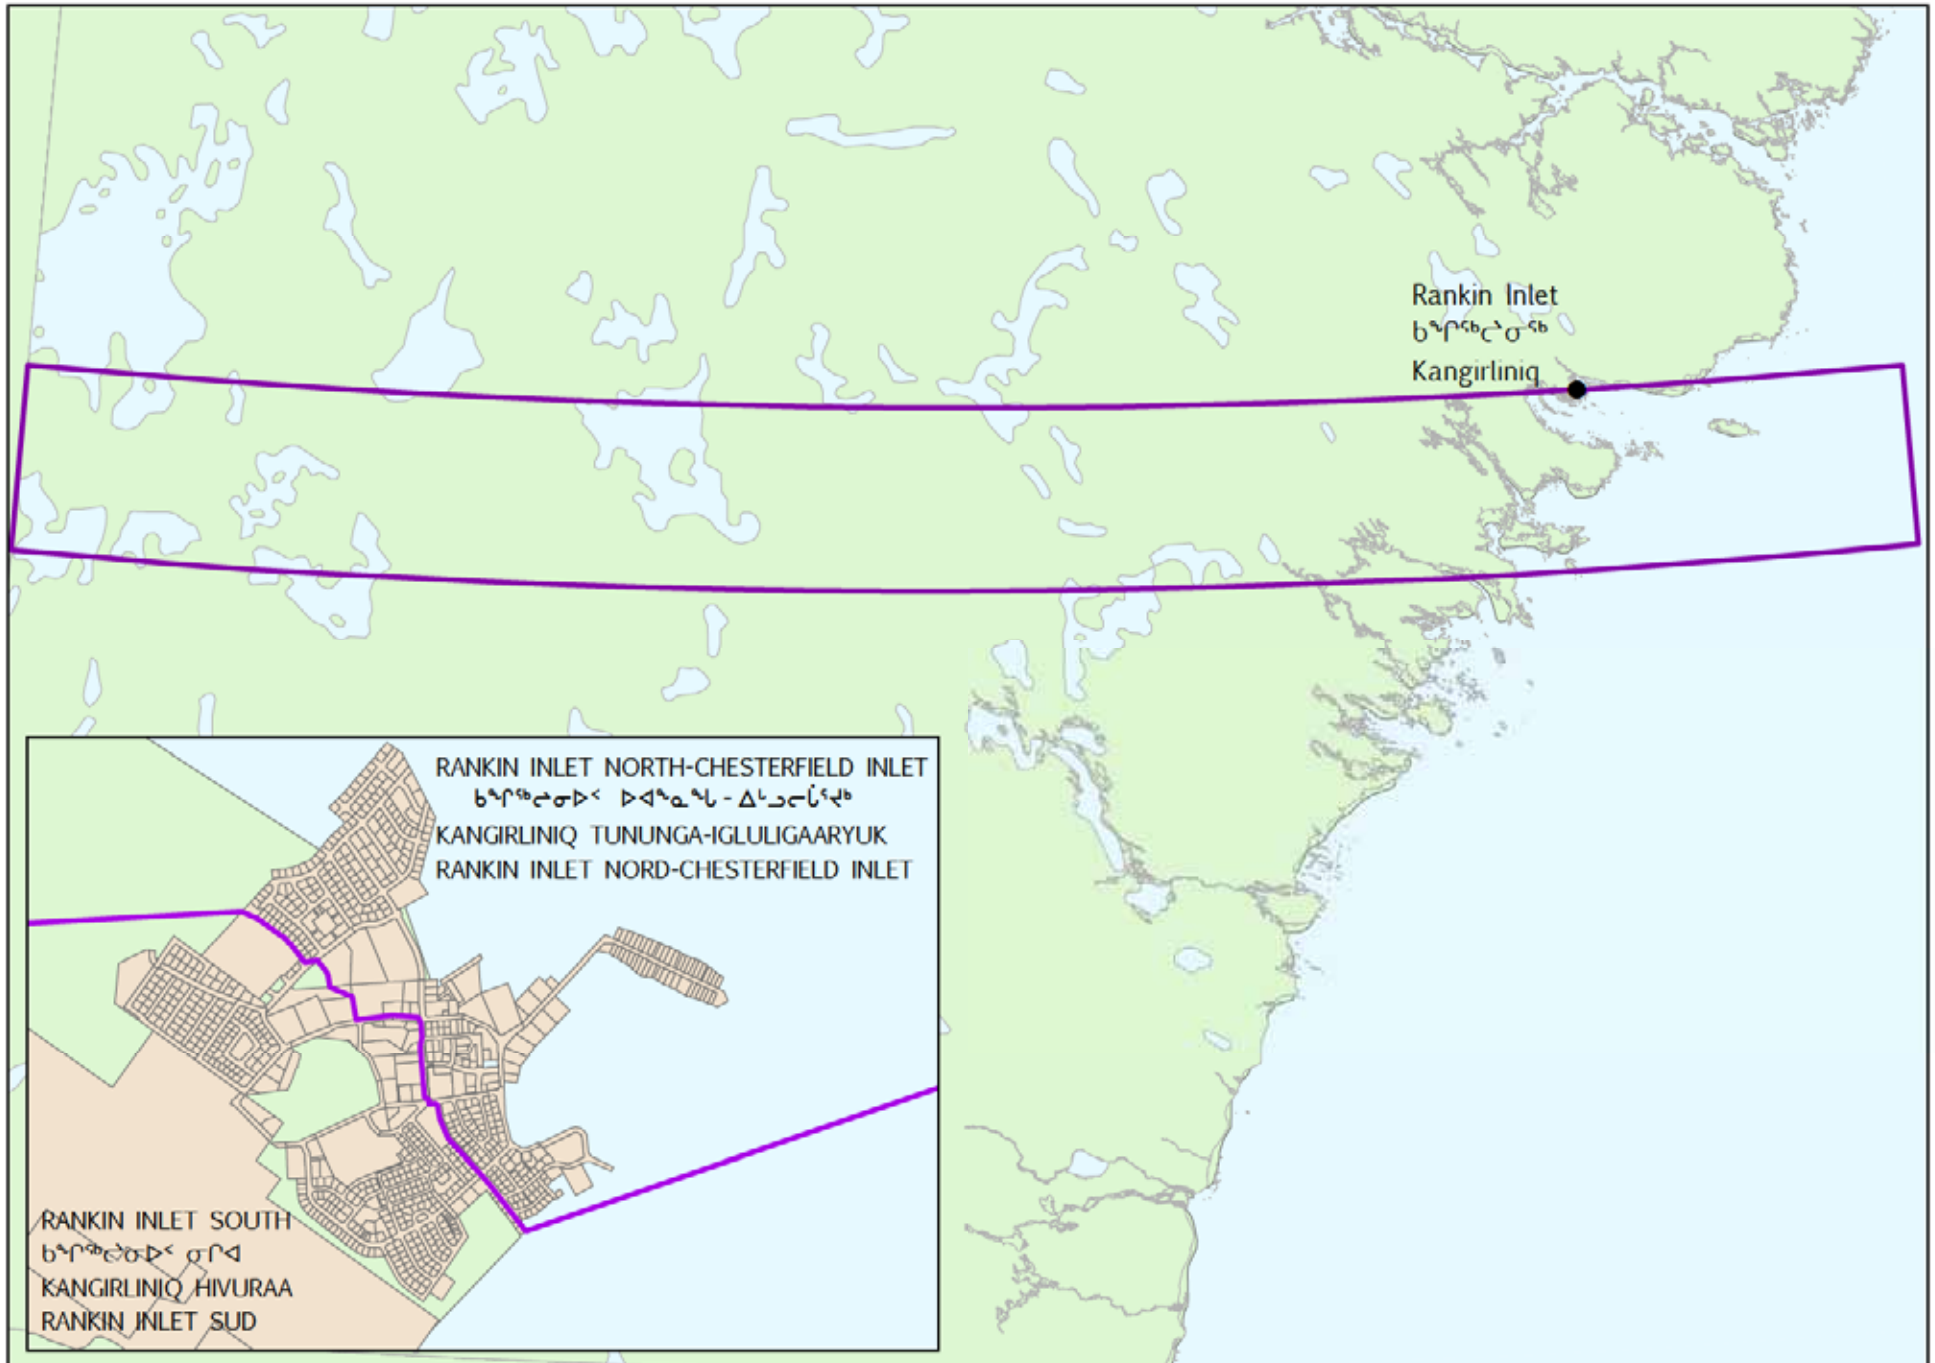 Rankin Inlet
ᑲᖏᖅᖠᓂᖅ
Kangirliniq
RANKIN INLET NORTH-CHESTERFIELD INLET
KANGIRLINIQ TUNUNGA-IGLULIGAARYUK
RANKIN INLET NORD-CHESTERFIELD INLET
RANKIN INLET SOUTH
KANGIRLINIQ HIVURAA
RANKIN INLET SUD